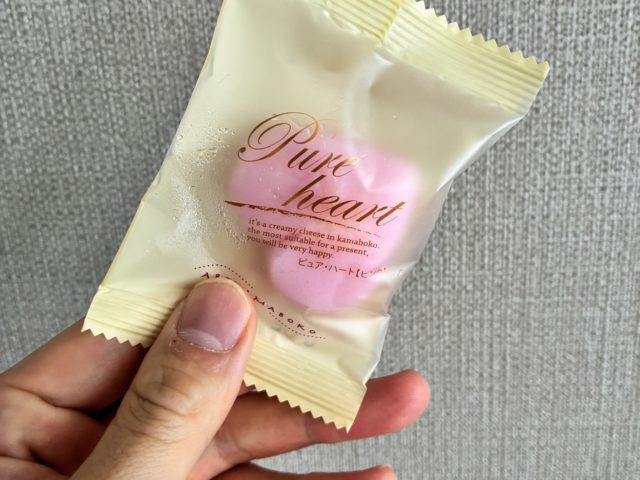 Pure
heart
it's a creamy cheese in kamaboko.
the most suitable for a present,
you will be very happy.
ピュア・ハート